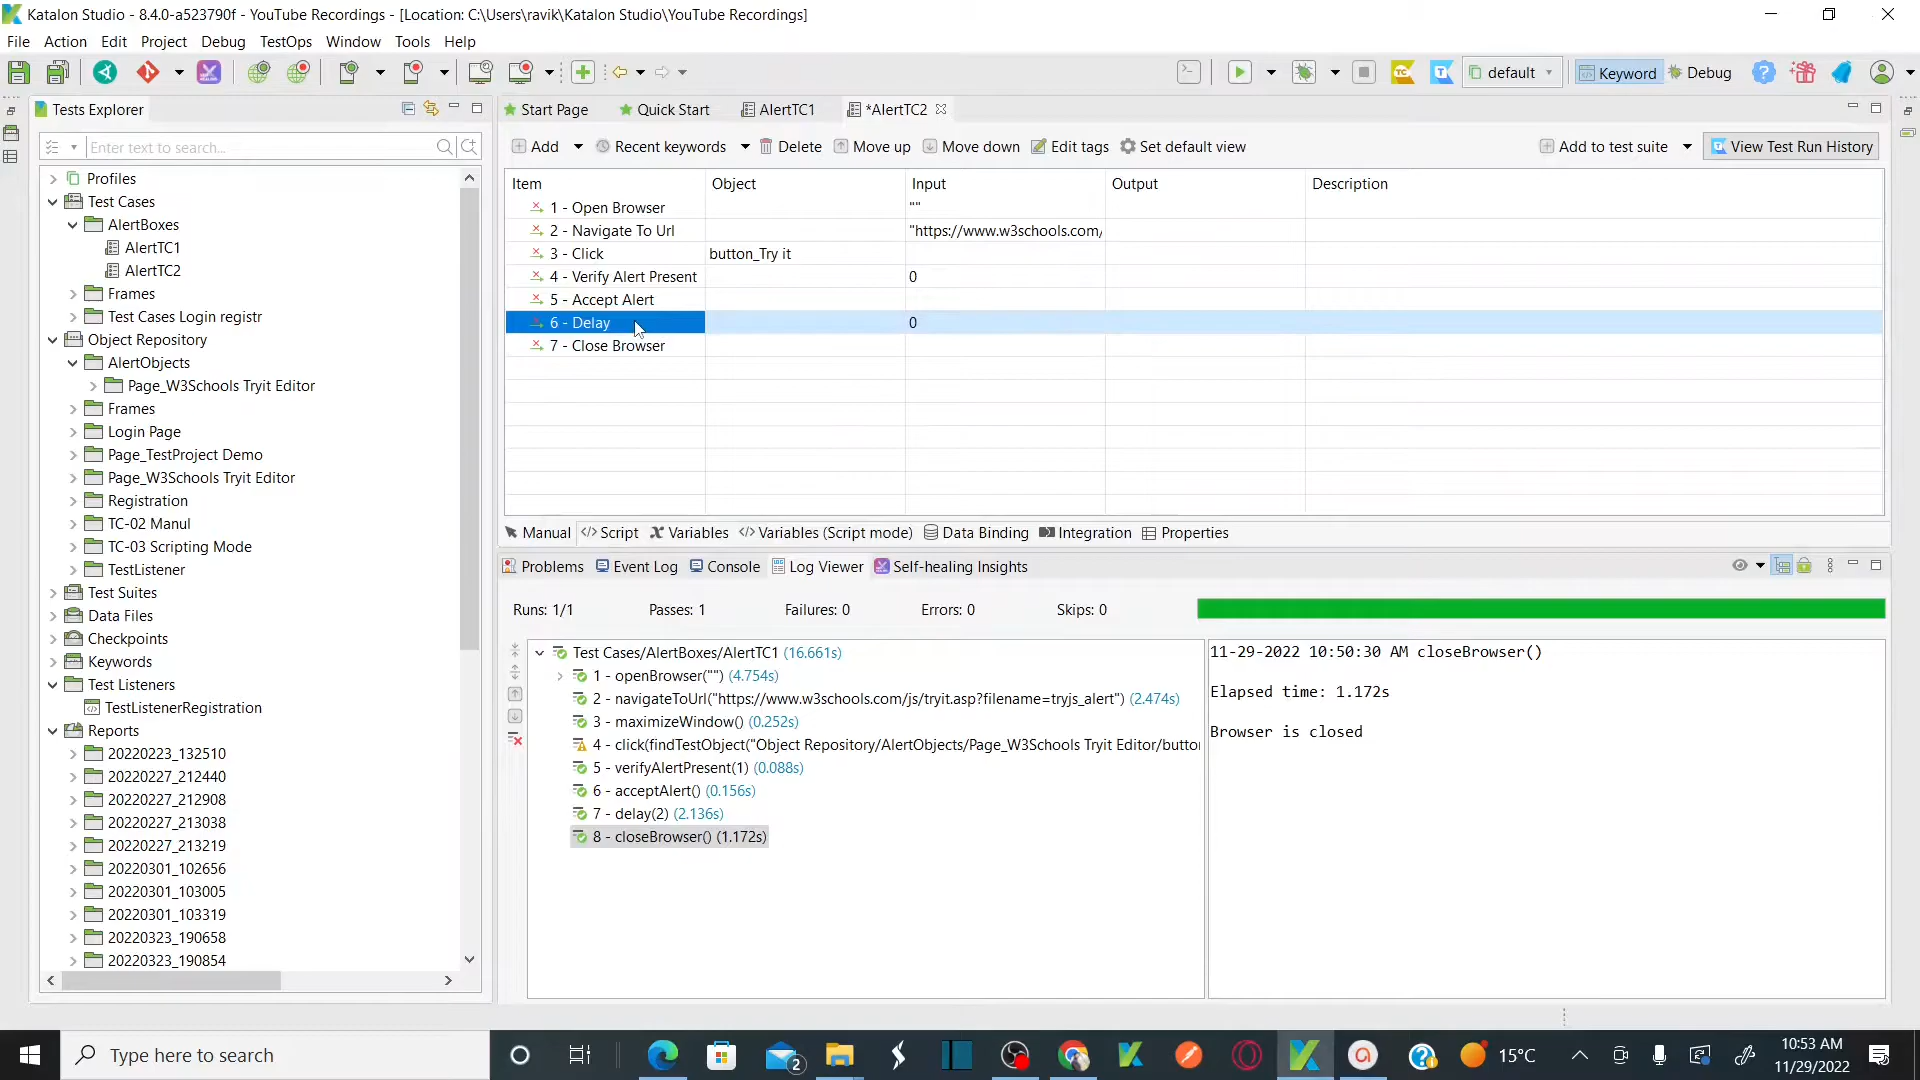 Katalon Studio - 8.4.0-a523790f - YouTube Recordings - [Location: C:\Users\ravik\Katalon Studio\YouTube Recordings]
File Action Edit Project Debug TestOps Window Tools Help
default Keyword Debug
Tests Explorer
Enter text to search...
Profiles
Test Cases
AlertBoxes
AlertTC1
AlertTC2
Frames
Test Cases Login registr
Object Repository
AlertObjects
Page_W3Schools Tryit Editor
Frames
Login Page
Page_TestProject Demo
Page_W3Schools Tryit Editor
Registration
TC-02 Manul
TC-03 Scripting Mode
TestListener
Test Suites
Data Files
Checkpoints
Keywords
Test Listeners
TestListenerRegistration
Reports
20220223_132510
20220227_212440
20220227_212908
20220227_213038
20220227_213219
20220301_102656
20220301_103005
20220301_103319
20220323_190658
20220323_190854
Start Page Quick Start AlertTC1 *AlertTC2
Add Recent keywords Delete Move up Move down Edit tags Set default view Add to test suite View Test Run History
Item Object Input Output Description
1 - Open Browser ""
2 - Navigate To Url "https://www.w3schools.com/
3 - Click button_Try it
4 - Verify Alert Present 0
5 - Accept Alert
6 - Delay 0
7 - Close Browser
Manual Script Variables Variables (Script mode) Data Binding Integration Properties
Problems Event Log Console Log Viewer Self-healing Insights
Runs: 1/1 Passes: 1 Failures: 0 Errors: 0 Skips: 0
Test Cases/AlertBoxes/AlertTC1 (16.661s)
1 - openBrowser("") (4.754s)
2 - navigateToUrl("https://www.w3schools.com/js/tryit.asp?filename=tryjs_alert") (2.474s)
3 - maximizeWindow() (0.252s)
4 - click(findTestObject("Object Repository/AlertObjects/Page_W3Schools Tryit Editor/button
5 - verifyAlertPresent(1) (0.088s)
6 - acceptAlert() (0.156s)
7 - delay(2) (2.136s)
8 - closeBrowser() (1.172s)
11-29-2022 10:50:30 AM closeBrowser()
Elapsed time: 1.172s
Browser is closed
Type here to search
2
15°C
10:53 AM
11/29/2022